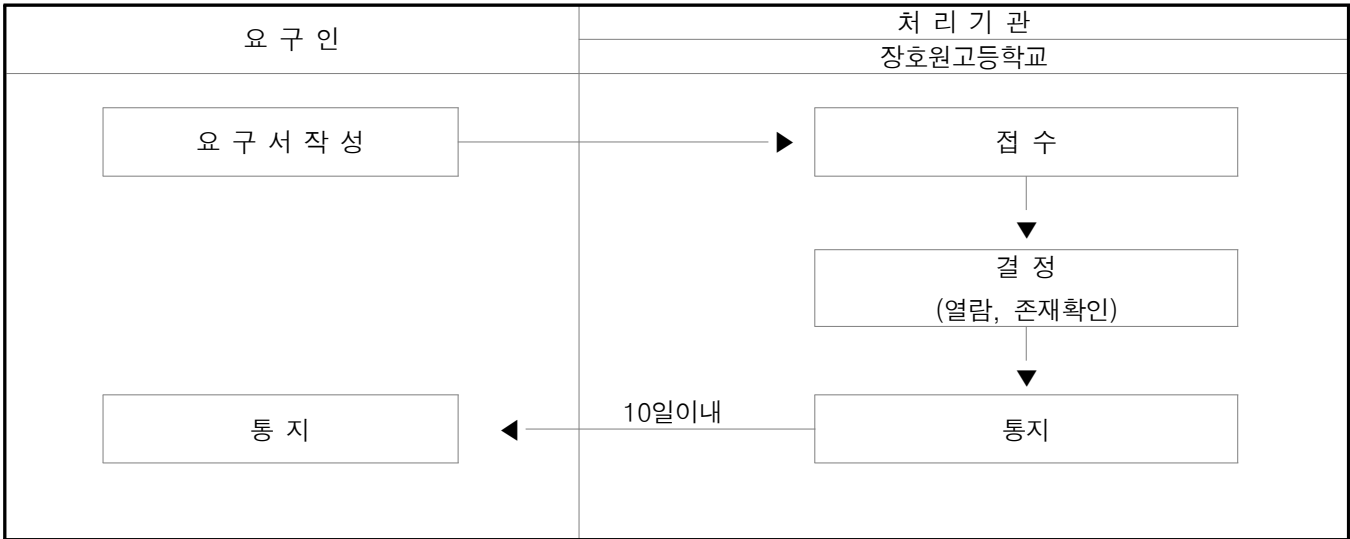 요 구 인
처 리 기 관
장호원고등학교
요 구 서 작 성
접 수
결 정
(열람, 존재확인)
통 지
10일이내
통지